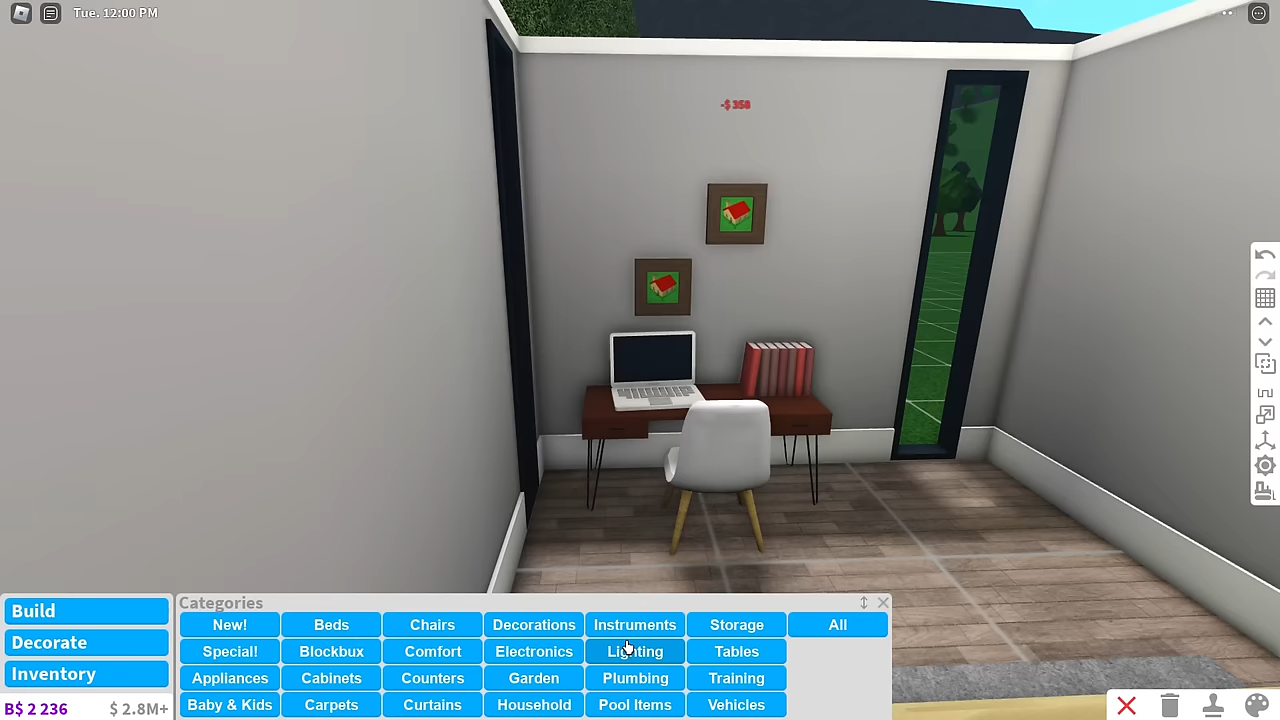 Tue. 12:00 PM
-$ 358
Categories
New! Beds Chairs Decorations Instruments Storage All
Special! Blockbux Comfort Electronics Lighting Tables
Appliances Cabinets Counters Garden Plumbing Training
Baby & Kids Carpets Curtains Household Pool Items Vehicles
Build
Decorate
Inventory
B$ 2 236 $ 2.8M+